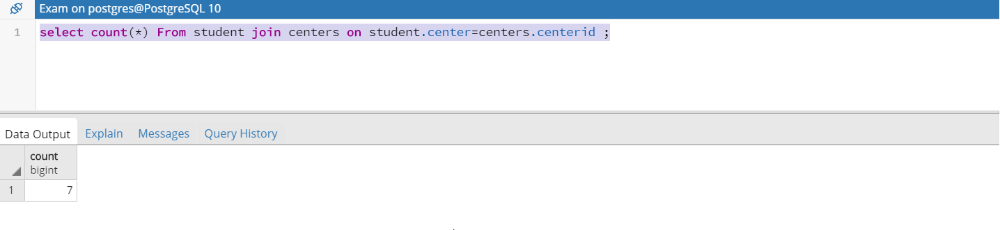 Exam on postgres@PostgreSQL 10
1 select count(*) From student join centers on student.center=centers.centerid ;
Data Output Explain Messages Query History
count
bigint
1 7